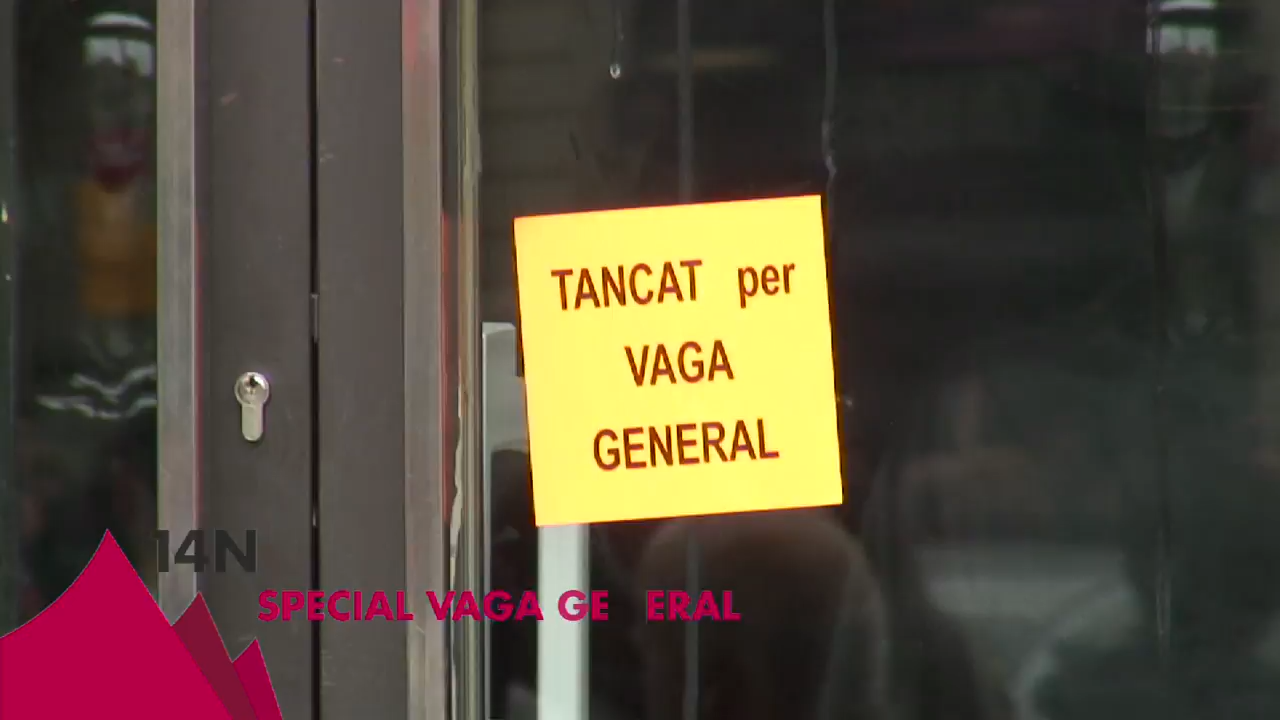 TANCAT per
VAGA
GENERAL
14N
SPECIAL VAGA GE ERAL